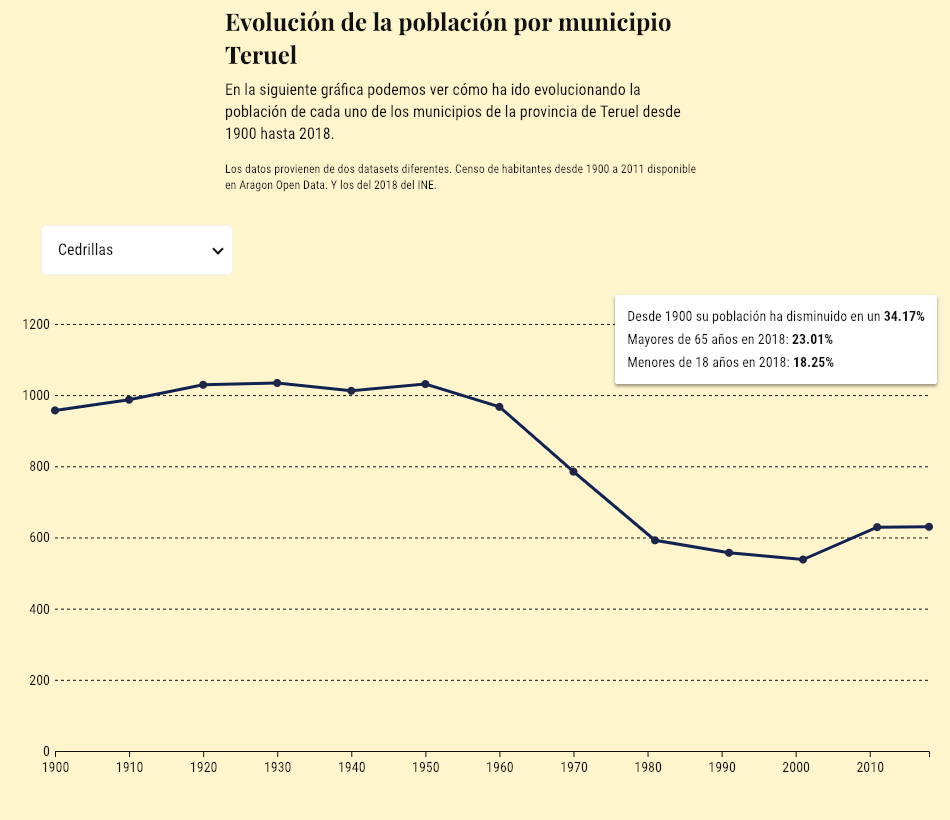 Evolución de la población por municipio
Teruel
En la siguiente gráfica podemos ver cómo ha ido evolucionando la
población de cada uno de los municipios de la provincia de Teruel desde
1900 hasta 2018.
Los datos provienen de dos datasets diferentes. Censo de habitantes desde 1900 a 2011 disponible
en Aragon Open Data. Y los del 2018 del INE.
Cedrillas
Desde 1900 su población ha disminuido en un 34.17%
Mayores de 65 años en 2018: 23.01%
Menores de 18 años en 2018: 18.25%
1200
1000
800
600
400
200
0
1900 1910 1920 1930 1940 1950 1960 1970 1980 1990 2000 2010